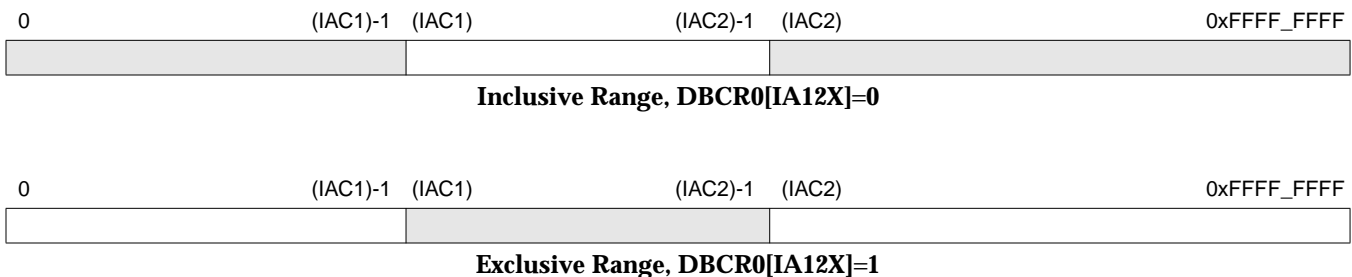 0 (IAC1)-1 (IAC1) (IAC2)-1 (IAC2) 0xFFFF_FFFF
Inclusive Range, DBCR0[IA12X]=0
0 (IAC1)-1 (IAC1) (IAC2)-1 (IAC2) 0xFFFF_FFFF
Exclusive Range, DBCR0[IA12X]=1